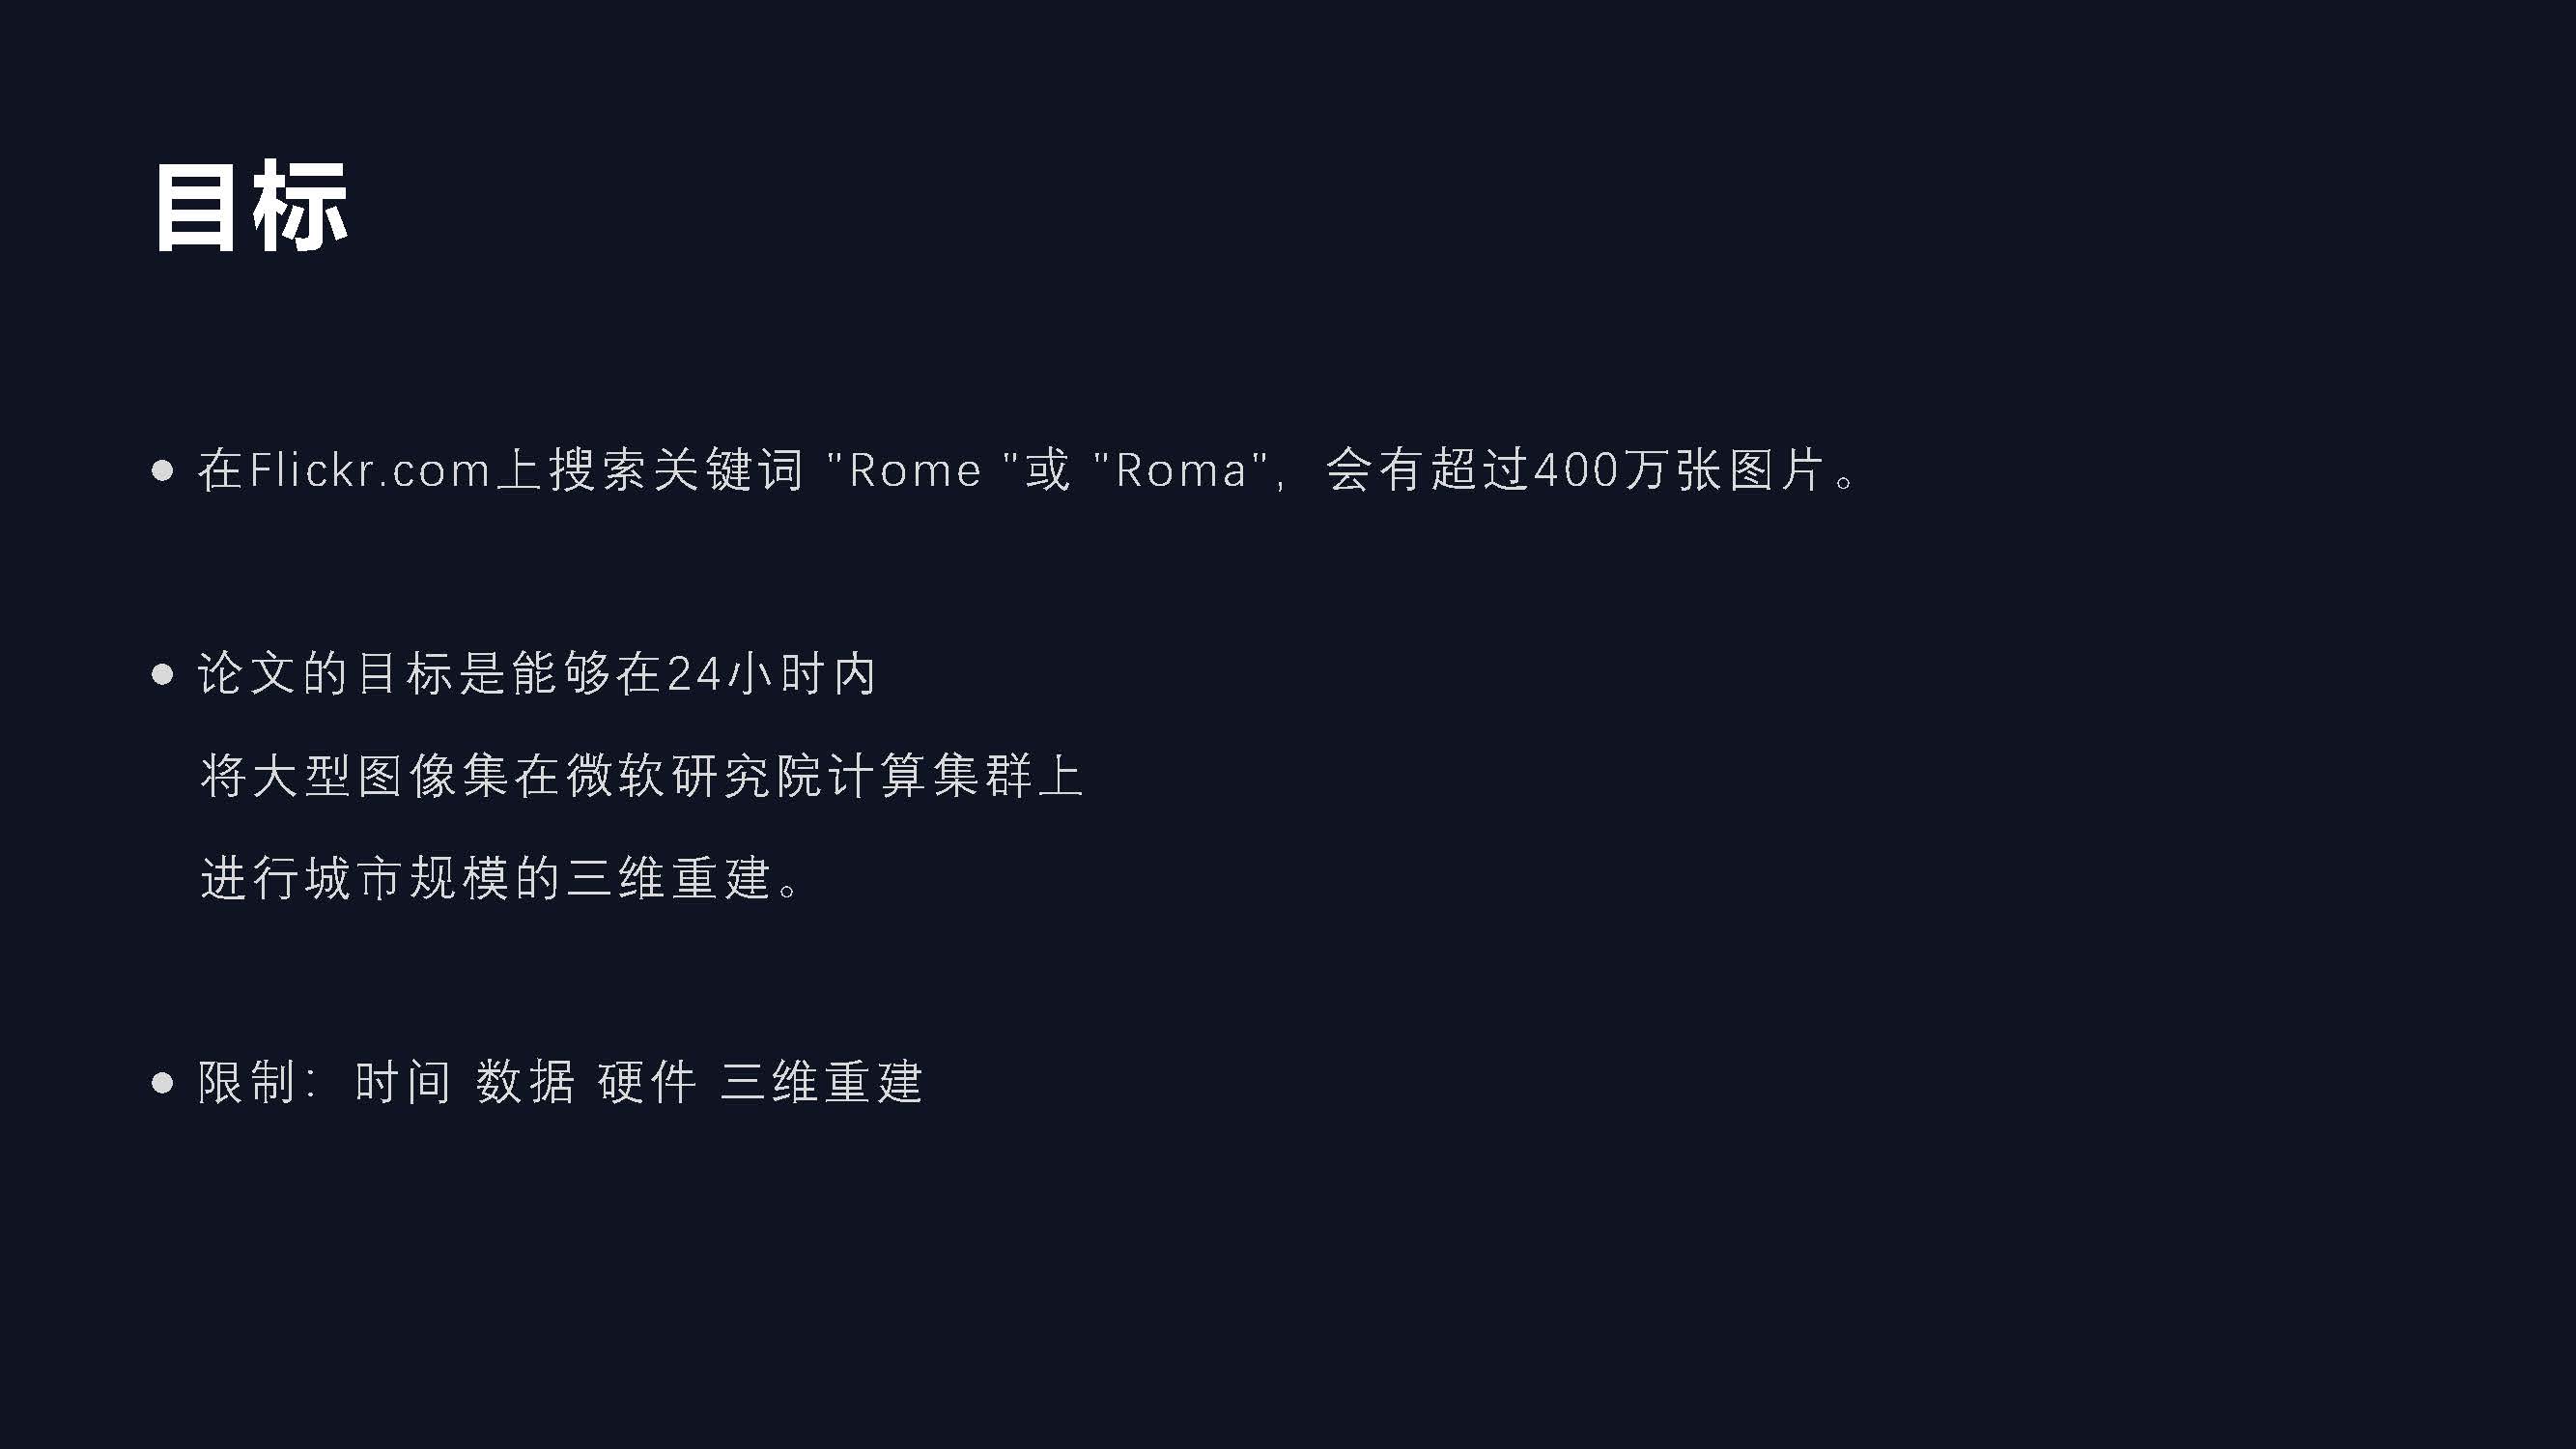 目标
● 在Flickr.com上搜索关键词 "Rome "或 "Roma"，会有超过400万张图片。
● 论文的目标是能够在24小时内
将大型图像集在微软研究院计算集群上
进行城市规模的三维重建。
● 限制：时间 数据 硬件 三维重建